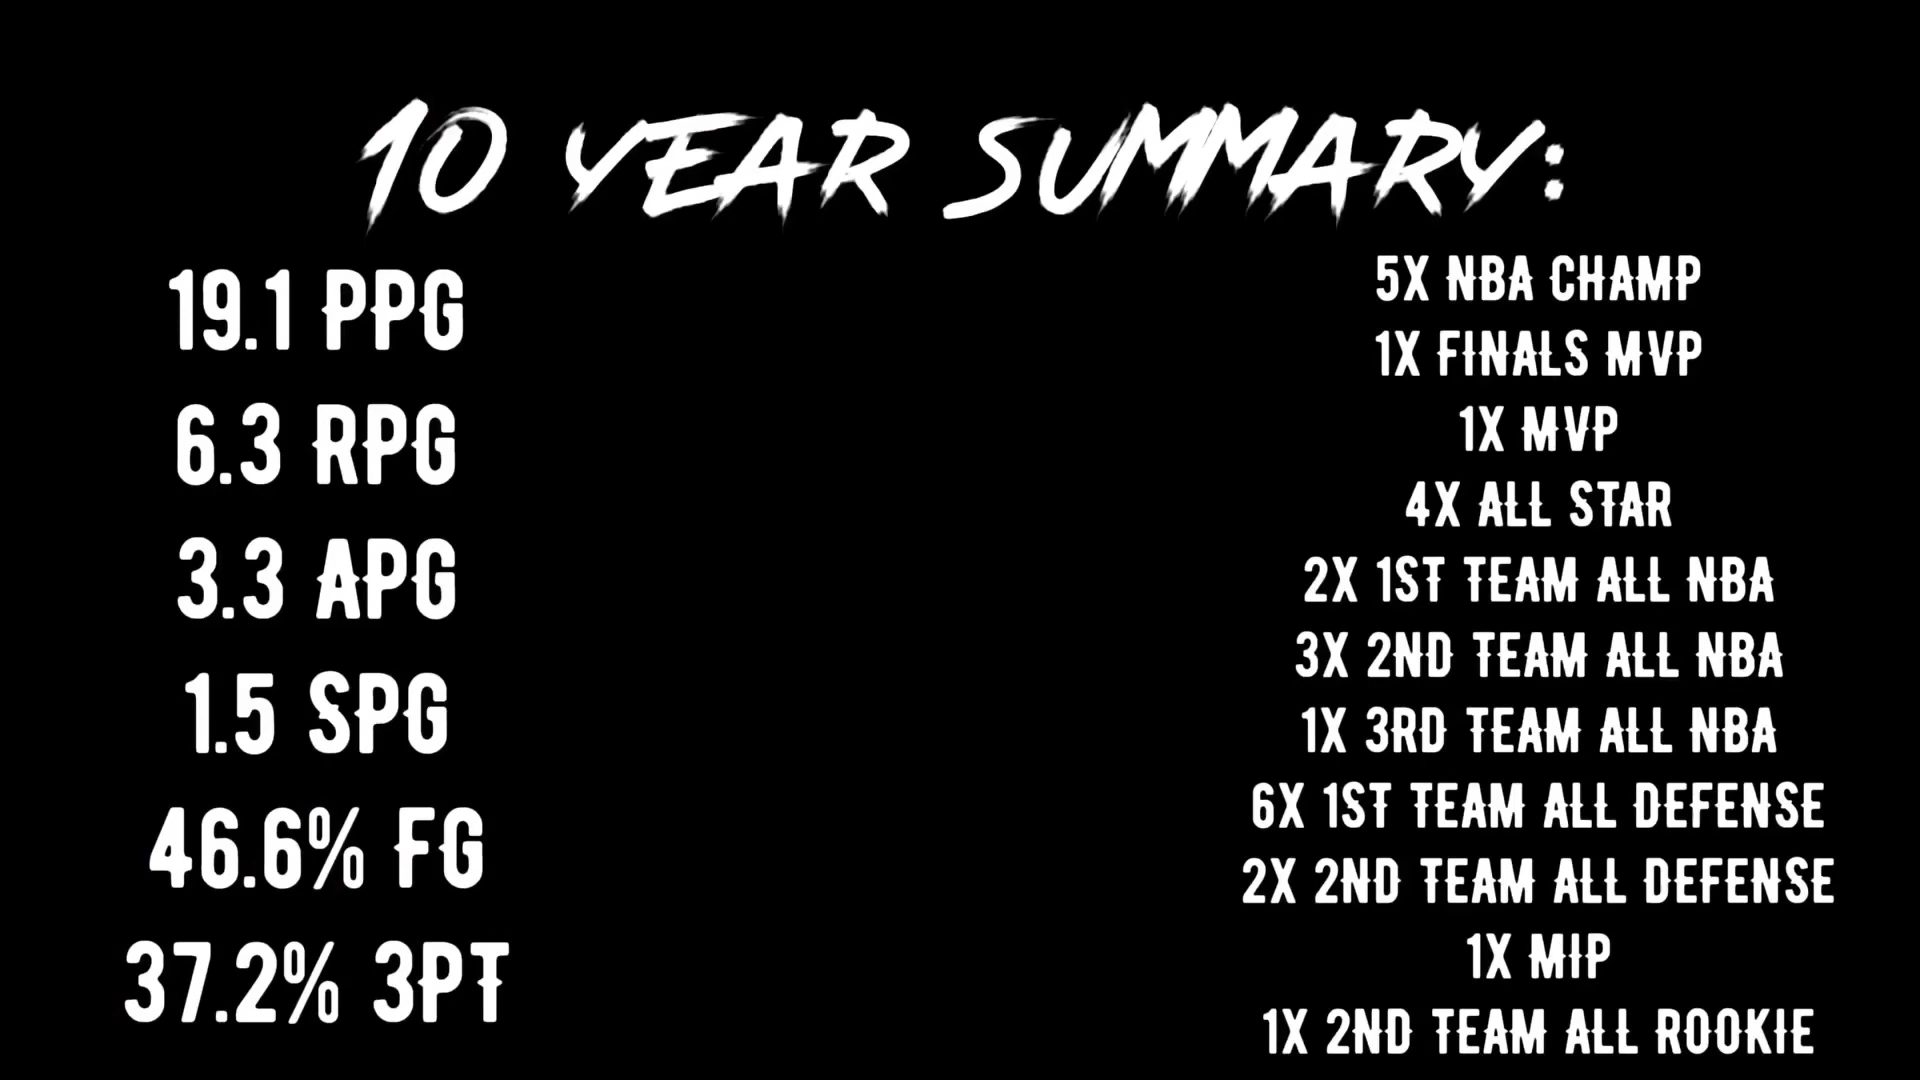 10 YEAR SUMMARY:
19.1 PPG
6.3 RPG
3.3 APG
1.5 SPG
46.6% FG
37.2% 3PT
5X NBA CHAMP
1X FINALS MVP
1X MVP
4X ALL STAR
2X 1ST TEAM ALL NBA
3X 2ND TEAM ALL NBA
1X 3RD TEAM ALL NBA
6X 1ST TEAM ALL DEFENSE
2X 2ND TEAM ALL DEFENSE
1X MIP
1X 2ND TEAM ALL ROOKIE